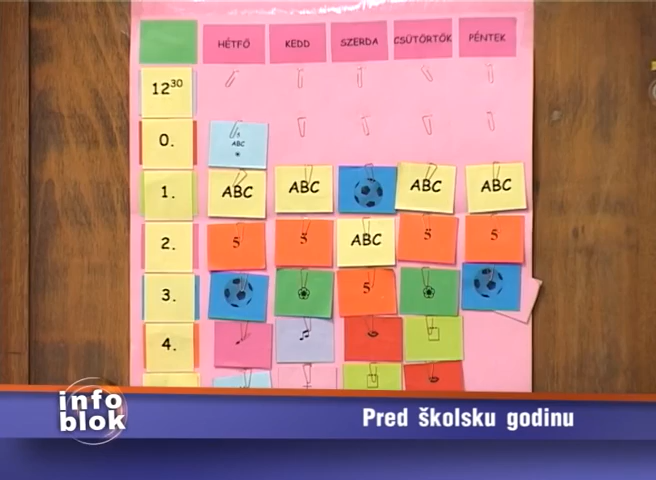 HÉTFŐ KEDD SZERDA CSÜTÖRTÖK PÉNTEK
12³⁰
0. 5 ABC
1. ABC ABC ABC ABC
2. 5 5 ABC 5 5
3. 5
4.
info
blok
Pred školsku godinu